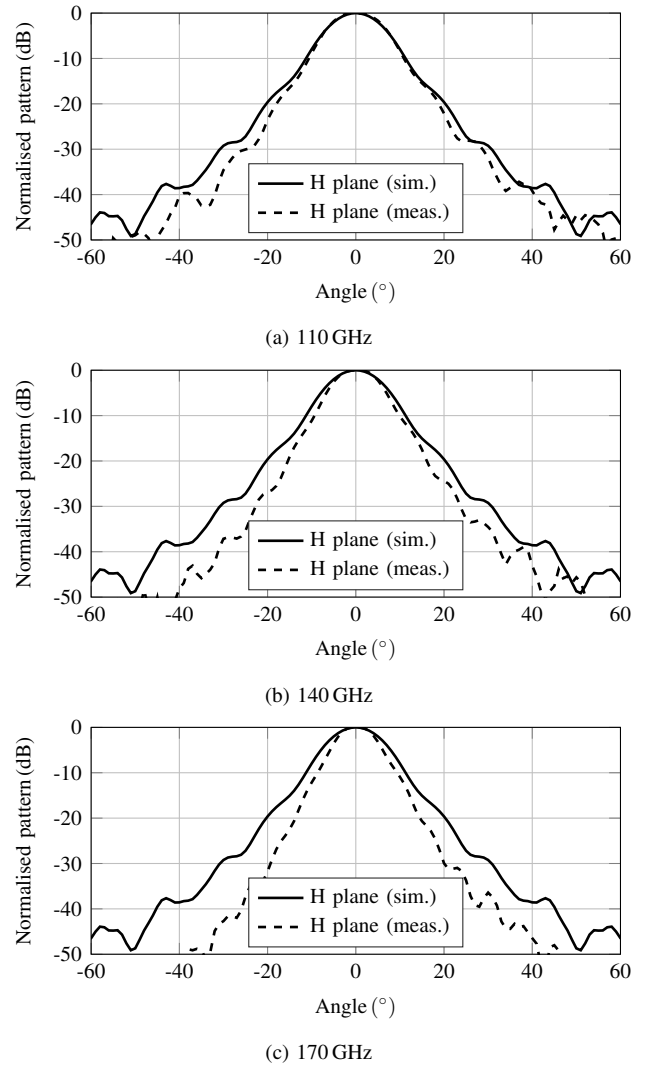 0
-10
-20
-30
-40
-50
Normalised pattern (dB)
H plane (sim.)
H plane (meas.)
-60 -40 -20 0 20 40 60
Angle (°)
(a) 110 GHz
0
-10
-20
-30
-40
-50
Normalised pattern (dB)
H plane (sim.)
H plane (meas.)
-60 -40 -20 0 20 40 60
Angle (°)
(b) 140 GHz
0
-10
-20
-30
-40
-50
Normalised pattern (dB)
H plane (sim.)
H plane (meas.)
-60 -40 -20 0 20 40 60
Angle (°)
(c) 170 GHz